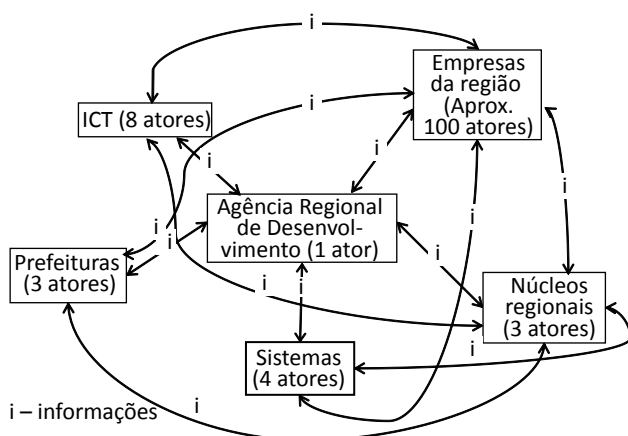 i
Empresas
da região
(Aprox.
100 atores)
i
ICT (8 atores)
i
i
i
Agência Regional
de Desenvol-
vimento (1 ator)
i
i
i
i
Prefeituras
(3 atores)
i
i
i
Núcleos
regionais
(3 atores)
i
Sistemas
(4 atores)
i
i – informações